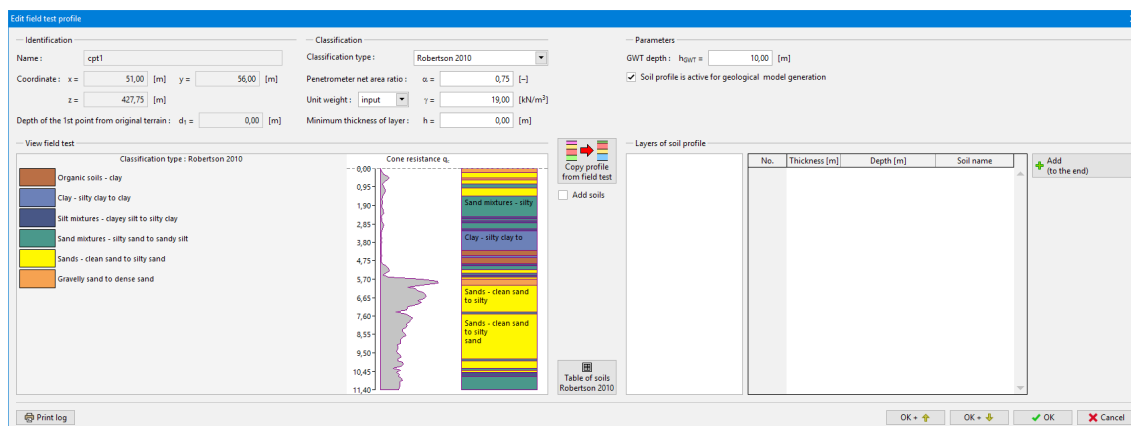 Edit field test profile
Identification
Name :
cpt1
Coordinate : x =
51,00 [m]
y =
56,00 [m]
z =
427,75 [m]
Depth of the 1st point from original terrain : d1 =
0,00 [m]
Classification
Classification type :
Robertson 2010
Penetrometer net area ratio :
α =
0,75 [–]
Unit weight :
input
γ =
19,00 [kN/m³]
Minimum thickness of layer :
h =
0,00 [m]
Parameters
GWT depth : hGWT =
10,00 [m]
Soil profile is active for geological model generation
View field test
Classification type : Robertson 2010
Organic soils - clay
Clay - silty clay to clay
Silt mixtures - clayey silt to silty clay
Sand mixtures - silty sand to sandy silt
Sands - clean sand to silty sand
Gravelly sand to dense sand
Cone resistance qc
0,00
0,95
1,90
2,85
3,80
4,75
5,70
6,65
7,60
8,55
9,50
10,45
11,40
Sand mixtures - silty
Clay - silty clay to
Sands - clean sand
to silty
Sands - clean sand
to silty
sand
Copy profile
from field test
Add soils
Table of soils
Robertson 2010
Layers of soil profile
No.
Thickness [m]
Depth [m]
Soil name
Add
(to the end)
Print log
OK +
OK +
OK
Cancel